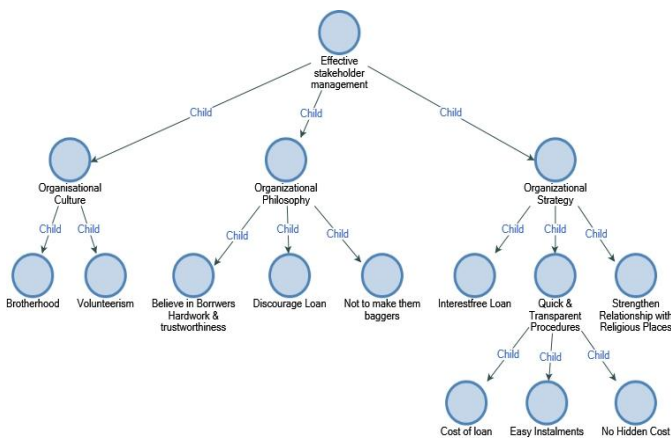 Effective
stakeholder
management
Child
Child
Child
Organisational
Culture
Organizational
Philosophy
Organizational
Strategy
Child
Child
Child
Child
Child
Child
Child
Child
Brotherhood
Volunteerism
Believe in Borrwers
Hardwork &
trustworthiness
Discourage Loan
Not to make them
baggers
Interestfree Loan
Quick &
Transparent
Procedures
Strengthen
Relationship with
Religious Places
Child
Child
Child
Cost of loan
Easy Instalments
No Hidden Cost